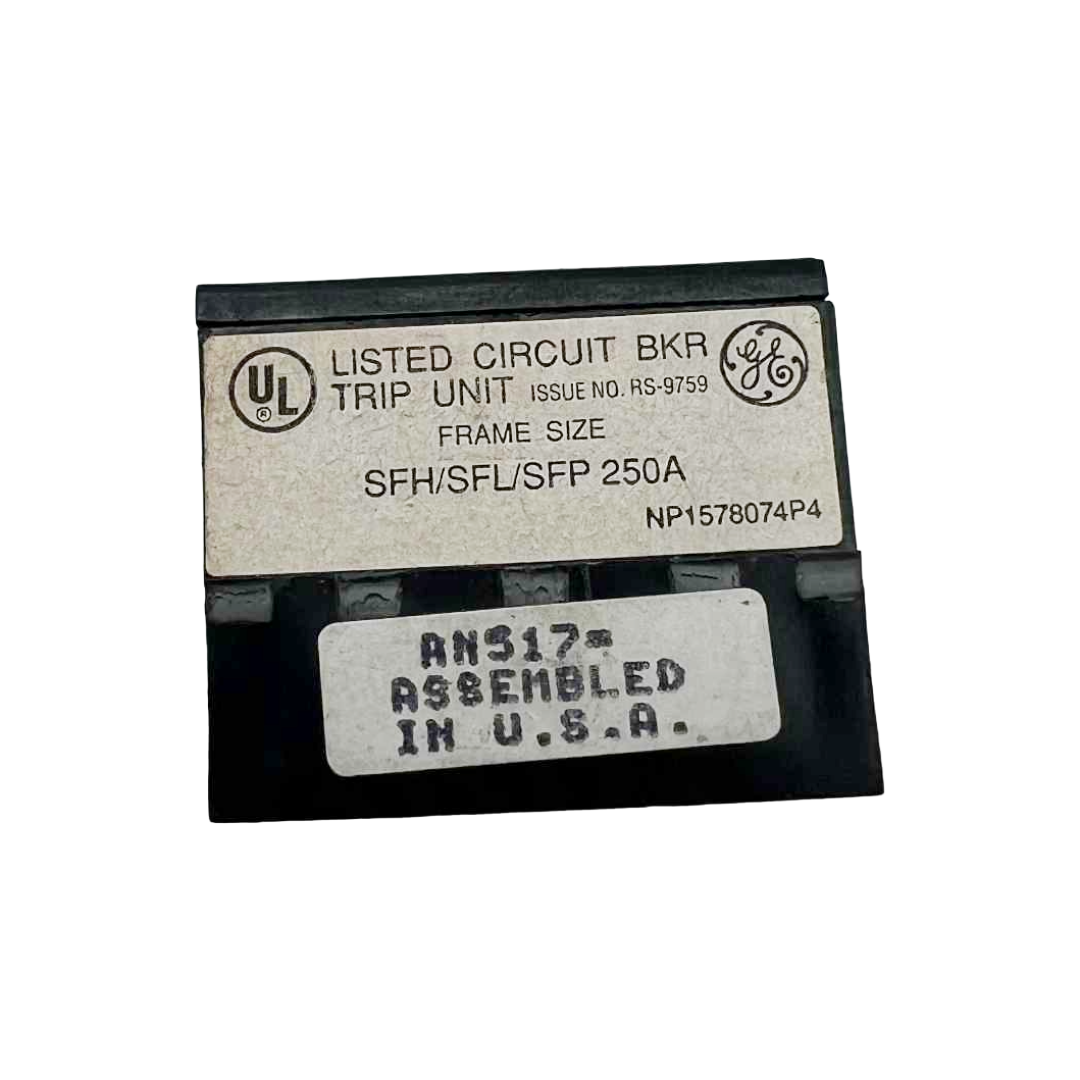 UL
®
LISTED CIRCUIT BKR
TRIP UNIT ISSUE NO. RS-9759
GE
FRAME SIZE
SFH/SFL/SFP 250A
NP1578074P4
AN517=
ASSEMBLED
IN U.S.A.